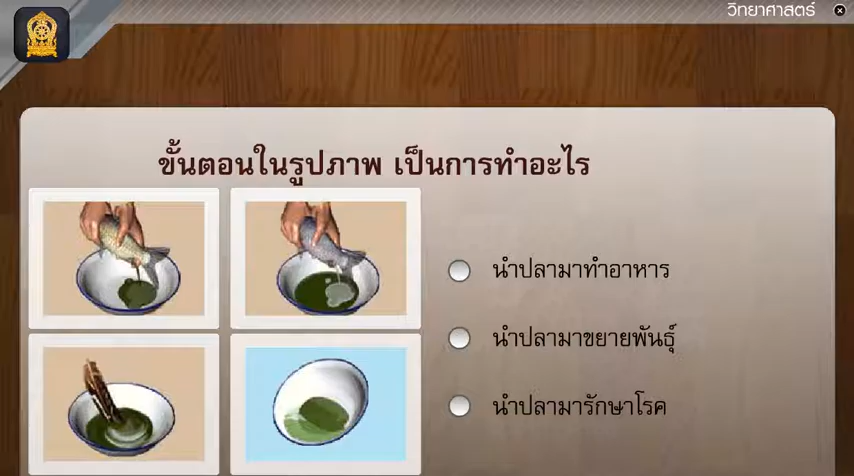 วิทยาศาสตร์
ขั้นตอนในรูปภาพ เป็นการทำอะไร
นำปลามาทำอาหาร
นำปลามาขยายพันธุ์
นำปลามารักษาโรค